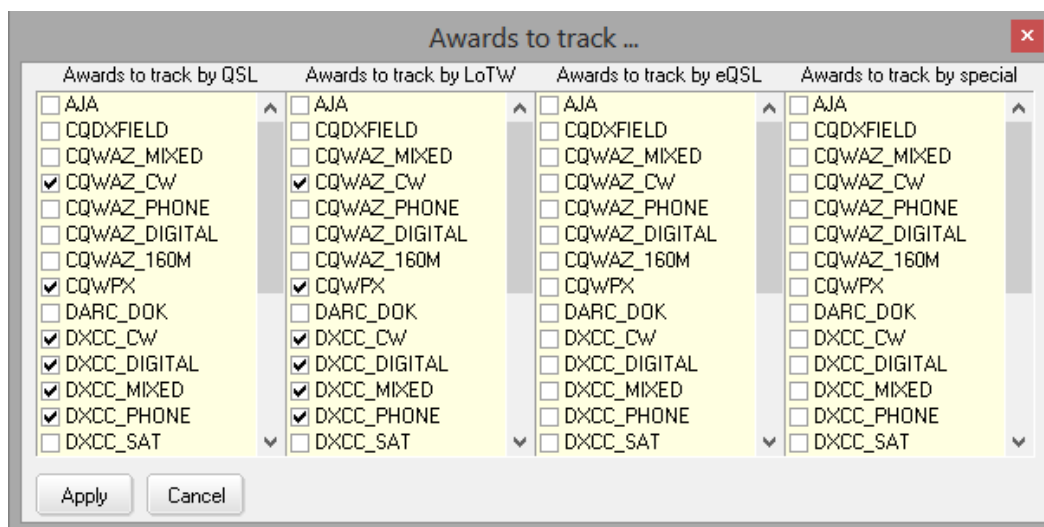 Awards to track ...
Awards to track by QSL Awards to track by LoTW Awards to track by eQSL Awards to track by special
AJA AJA AJA AJA
CQDXFIELD CQDXFIELD CQDXFIELD CQDXFIELD
CQWAZ_MIXED CQWAZ_MIXED CQWAZ_MIXED CQWAZ_MIXED
CQWAZ_CW CQWAZ_CW CQWAZ_CW CQWAZ_CW
CQWAZ_PHONE CQWAZ_PHONE CQWAZ_PHONE CQWAZ_PHONE
CQWAZ_DIGITAL CQWAZ_DIGITAL CQWAZ_DIGITAL CQWAZ_DIGITAL
CQWAZ_160M CQWAZ_160M CQWAZ_160M CQWAZ_160M
CQWPX CQWPX CQWPX CQWPX
DARC_DOK DARC_DOK DARC_DOK DARC_DOK
DXCC_CW DXCC_CW DXCC_CW DXCC_CW
DXCC_DIGITAL DXCC_DIGITAL DXCC_DIGITAL DXCC_DIGITAL
DXCC_MIXED DXCC_MIXED DXCC_MIXED DXCC_MIXED
DXCC_PHONE DXCC_PHONE DXCC_PHONE DXCC_PHONE
DXCC_SAT DXCC_SAT DXCC_SAT DXCC_SAT
Apply Cancel